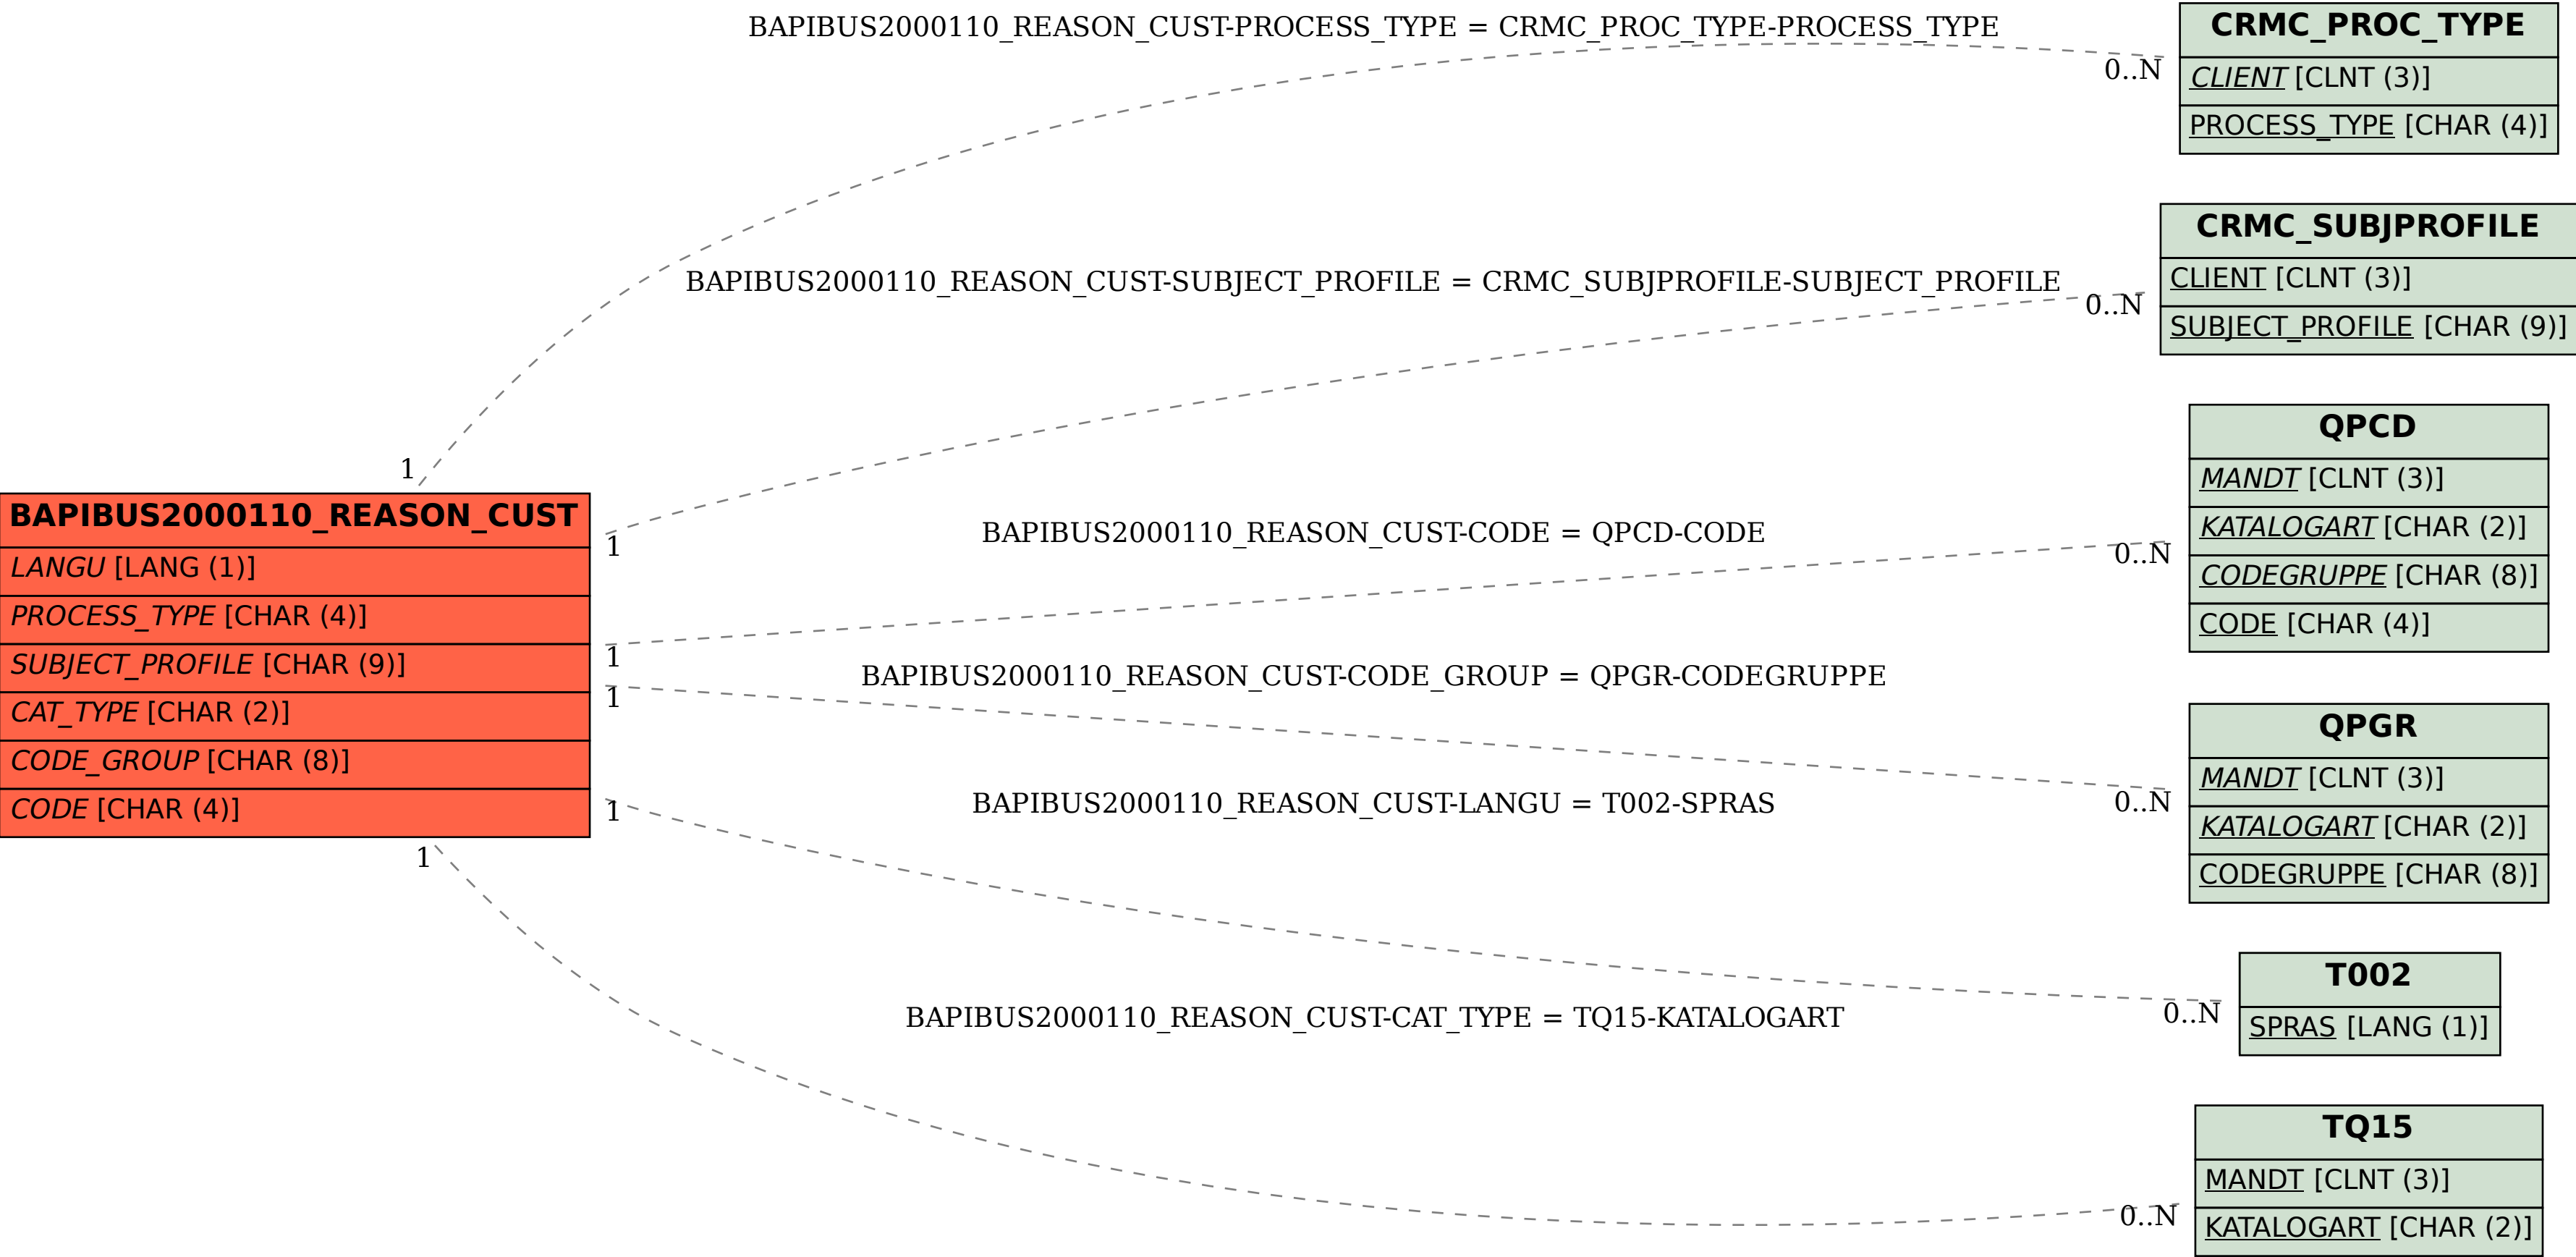 BAPIBUS2000110_REASON_CUST-PROCESS_TYPE = CRMC_PROC_TYPE-PROCESS_TYPE
CRMC_PROC_TYPE
0..N
CLIENT [CLNT (3)]
PROCESS_TYPE [CHAR (4)]
BAPIBUS2000110_REASON_CUST-SUBJECT_PROFILE = CRMC_SUBJPROFILE-SUBJECT_PROFILE
CRMC_SUBJPROFILE
0..N
CLIENT [CLNT (3)]
SUBJECT_PROFILE [CHAR (9)]
1
BAPIBUS2000110_REASON_CUST
LANGU [LANG (1)]
PROCESS_TYPE [CHAR (4)]
SUBJECT_PROFILE [CHAR (9)]
CAT_TYPE [CHAR (2)]
CODE_GROUP [CHAR (8)]
CODE [CHAR (4)]
1
1
1
1
1
BAPIBUS2000110_REASON_CUST-CODE = QPCD-CODE
0..N
QPCD
MANDT [CLNT (3)]
KATALOGART [CHAR (2)]
CODEGRUPPE [CHAR (8)]
CODE [CHAR (4)]
BAPIBUS2000110_REASON_CUST-CODE_GROUP = QPGR-CODEGRUPPE
0..N
QPGR
MANDT [CLNT (3)]
KATALOGART [CHAR (2)]
CODEGRUPPE [CHAR (8)]
BAPIBUS2000110_REASON_CUST-LANGU = T002-SPRAS
0..N
T002
SPRAS [LANG (1)]
BAPIBUS2000110_REASON_CUST-CAT_TYPE = TQ15-KATALOGART
0..N
TQ15
MANDT [CLNT (3)]
KATALOGART [CHAR (2)]